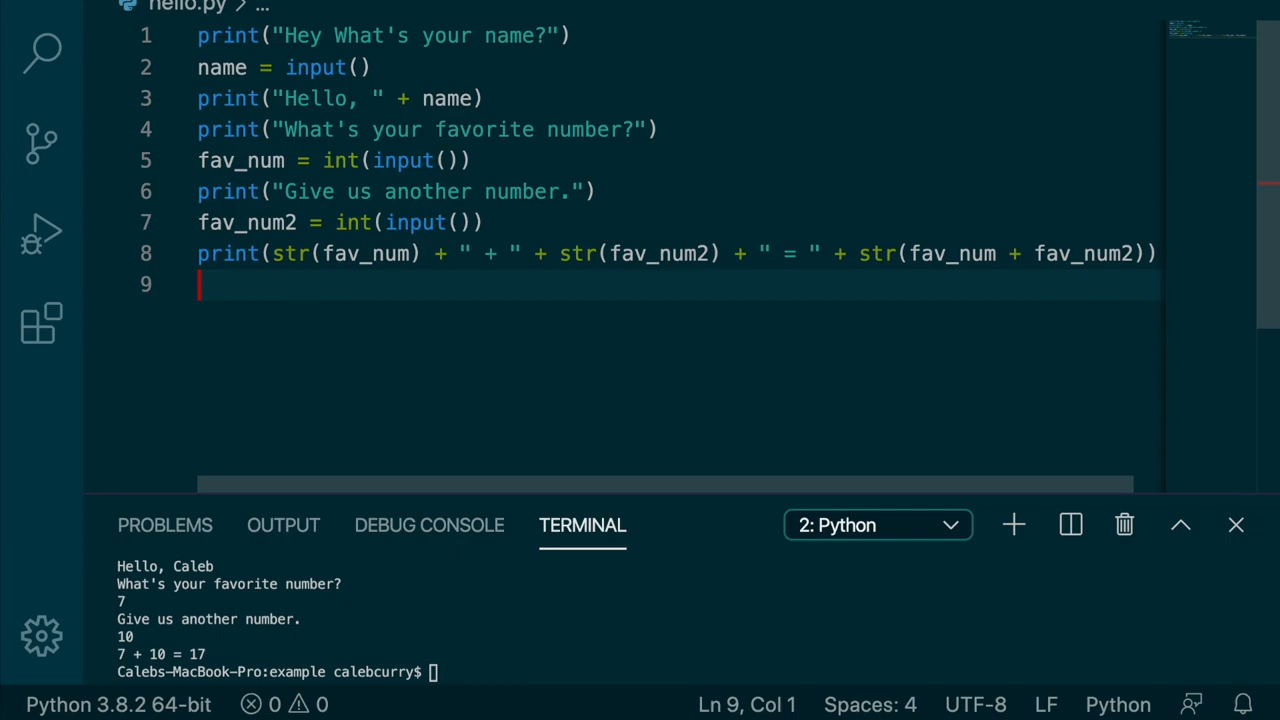 hello.py > ...
1 print("Hey What's your name?")
2 name = input()
3 print("Hello, " + name)
4 print("What's your favorite number?")
5 fav_num = int(input())
6 print("Give us another number.")
7 fav_num2 = int(input())
8 print(str(fav_num) + " + " + str(fav_num2) + " = " + str(fav_num + fav_num2))
9
PROBLEMS OUTPUT DEBUG CONSOLE TERMINAL 2: Python
Hello, Caleb
What's your favorite number?
7
Give us another number.
10
7 + 10 = 17
Calebs-MacBook-Pro:example calebcurry$
Python 3.8.2 64-bit 0 0 Ln 9, Col 1 Spaces: 4 UTF-8 LF Python